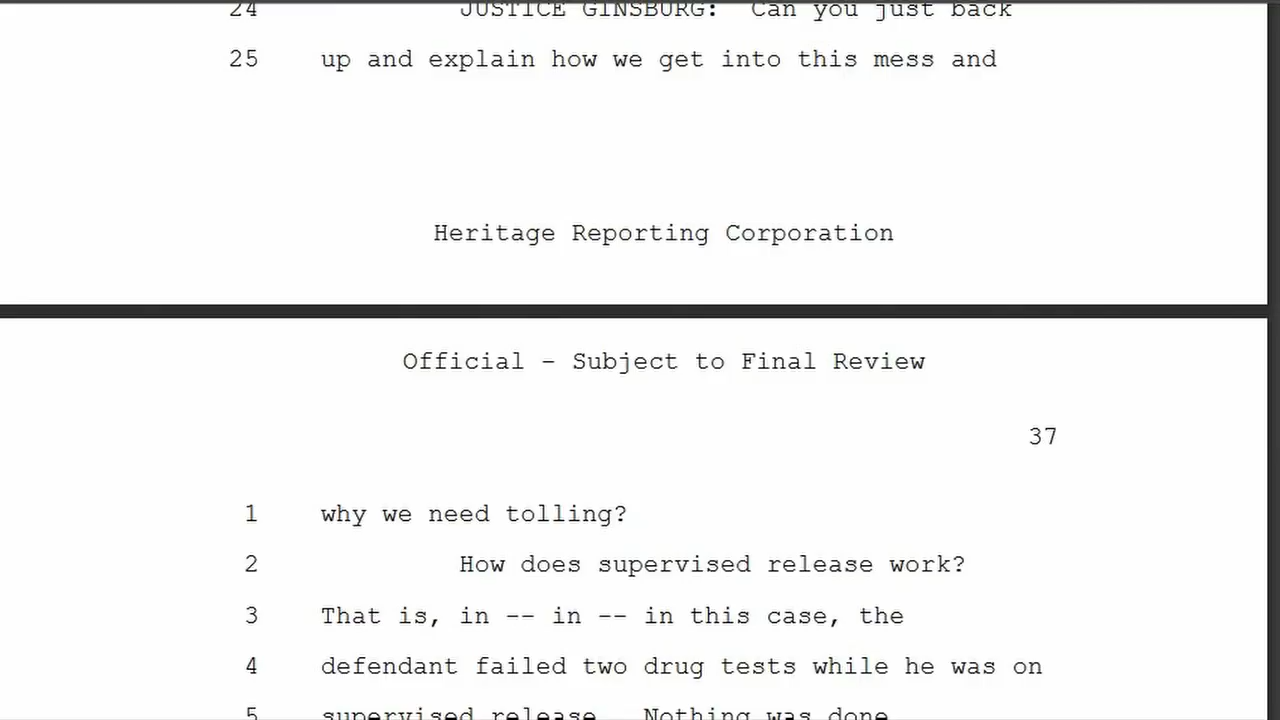 24 JUSTICE GINSBURG: Can you just back
25 up and explain how we get into this mess and
Heritage Reporting Corporation
Official - Subject to Final Review
37
1 why we need tolling?
2 How does supervised release work?
3 That is, in -- in -- in this case, the
4 defendant failed two drug tests while he was on
5 supervised release. Nothing was done